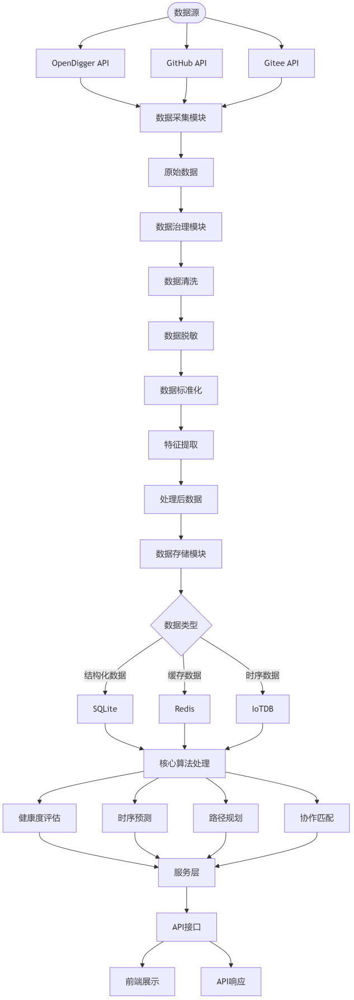 数据源
OpenDigger API
GitHub API
Gitee API
数据采集模块
原始数据
数据治理模块
数据清洗
数据脱敏
数据标准化
特征提取
处理后数据
数据存储模块
数据类型
结构化数据
缓存数据
时序数据
SQLite
Redis
IoTDB
核心算法处理
健康度评估
时序预测
路径规划
协作匹配
服务层
API接口
前端展示
API响应